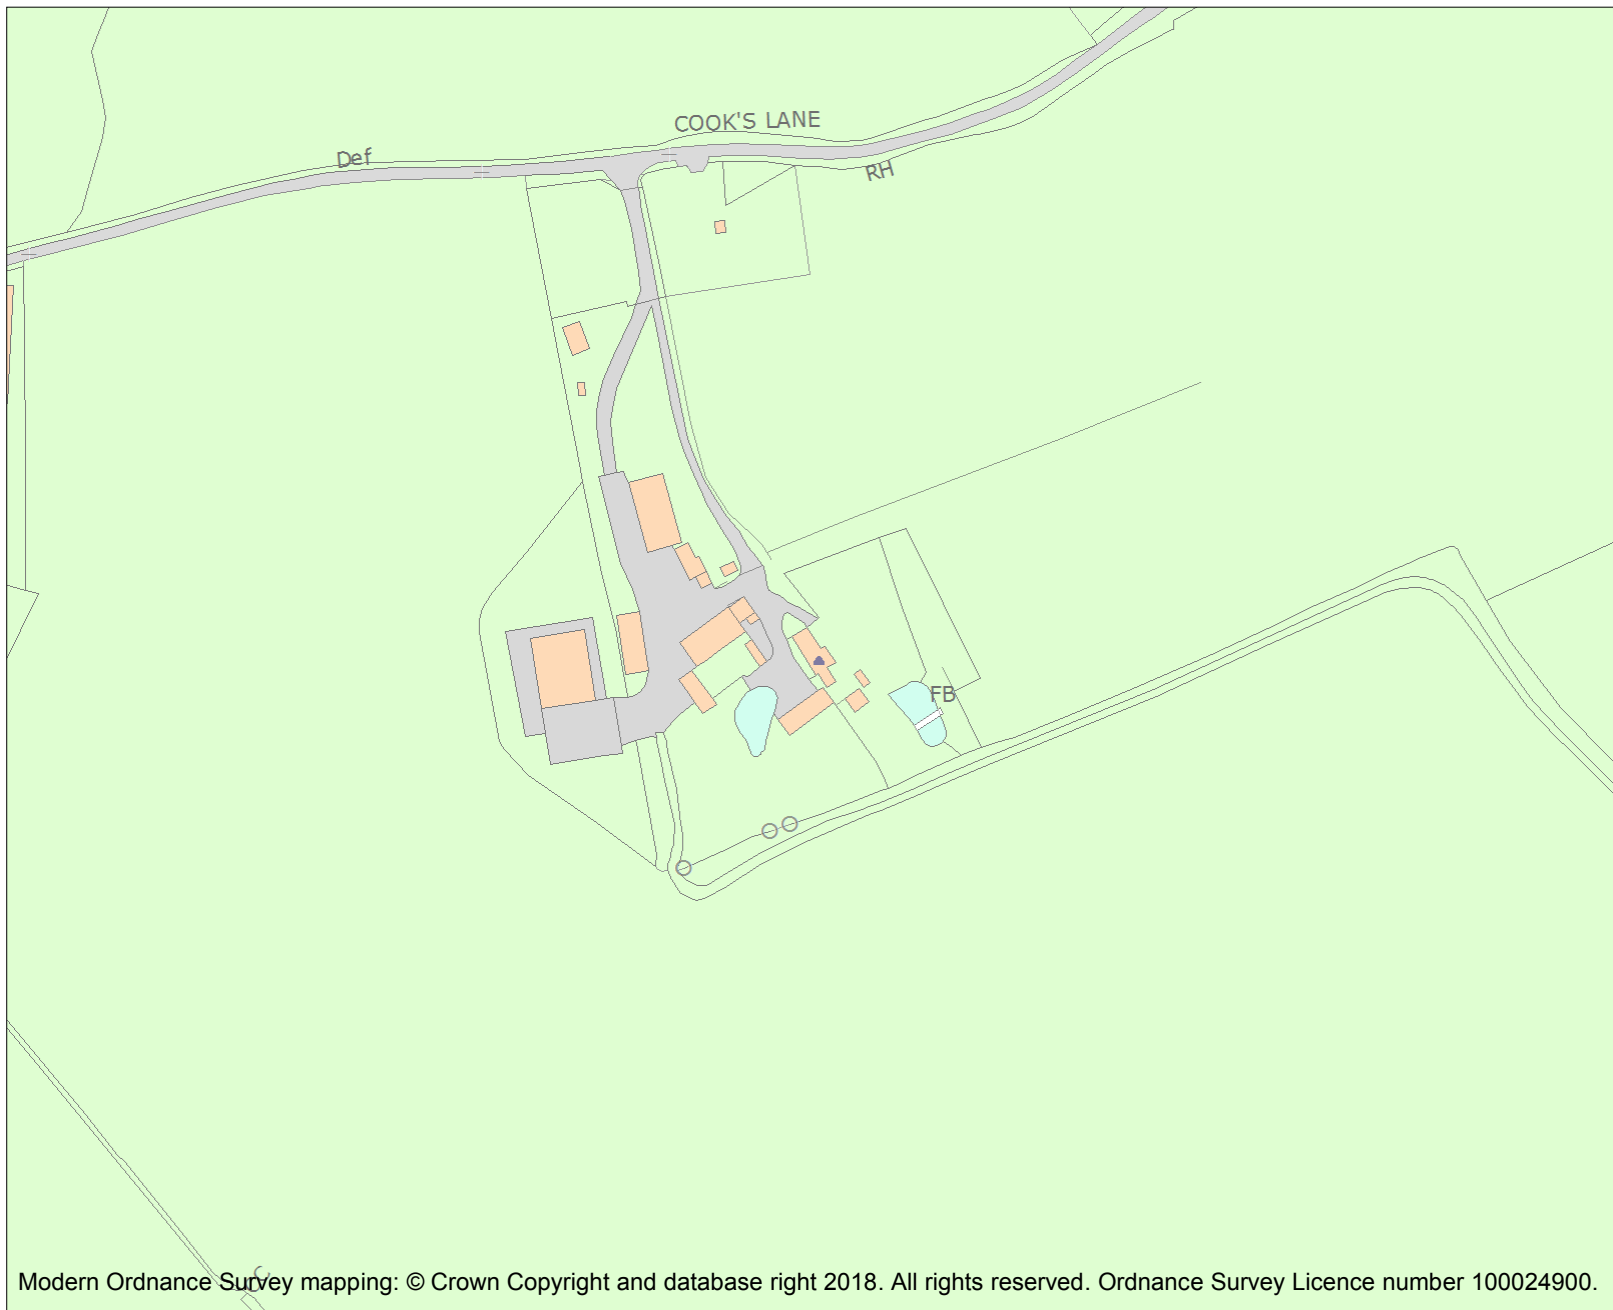 COOK'S LANE
Def
RH
FB
Modern Ordnance Survey mapping: © Crown Copyright and database right 2018. All rights reserved. Ordnance Survey Licence number 100024900.